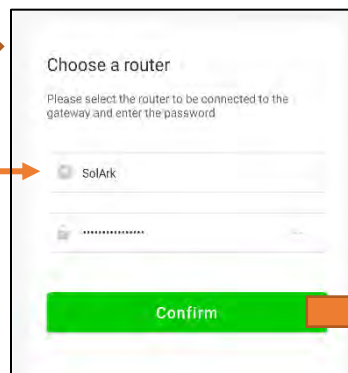 Choose a router
Please select the router to be connected to the
gateway and enter the password
SolArk
................
Confirm